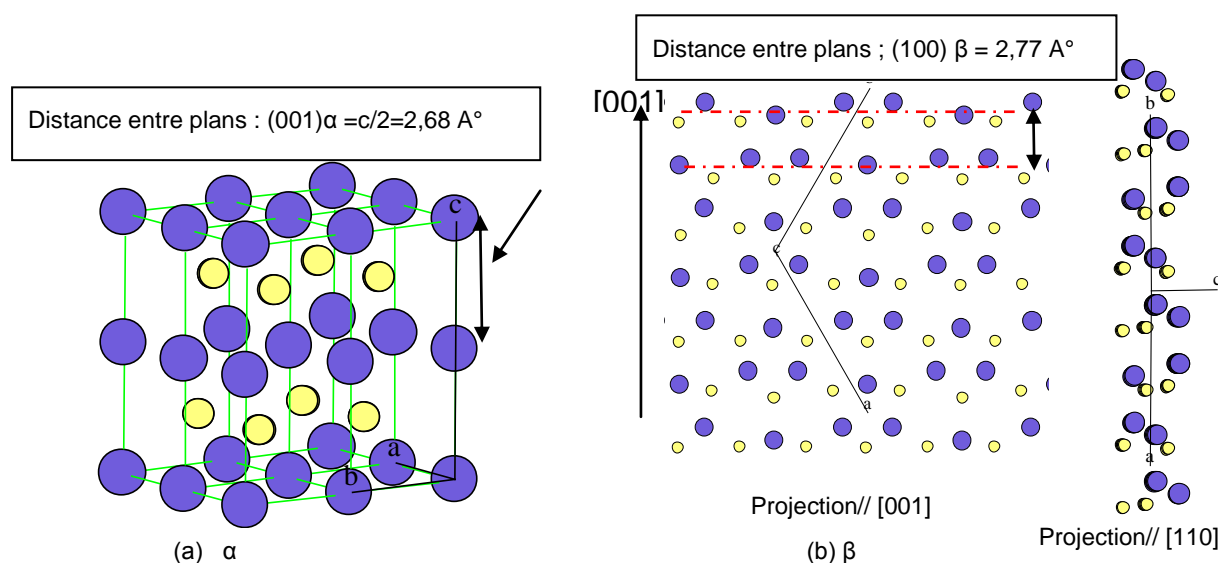 Distance entre plans : (001)α =c/2=2,68 A°
c
a
b
(a) α
Distance entre plans ; (100) β = 2,77 A°
[001]
c
a
Projection// [001]
(b) β
b
c
a
Projection// [110]